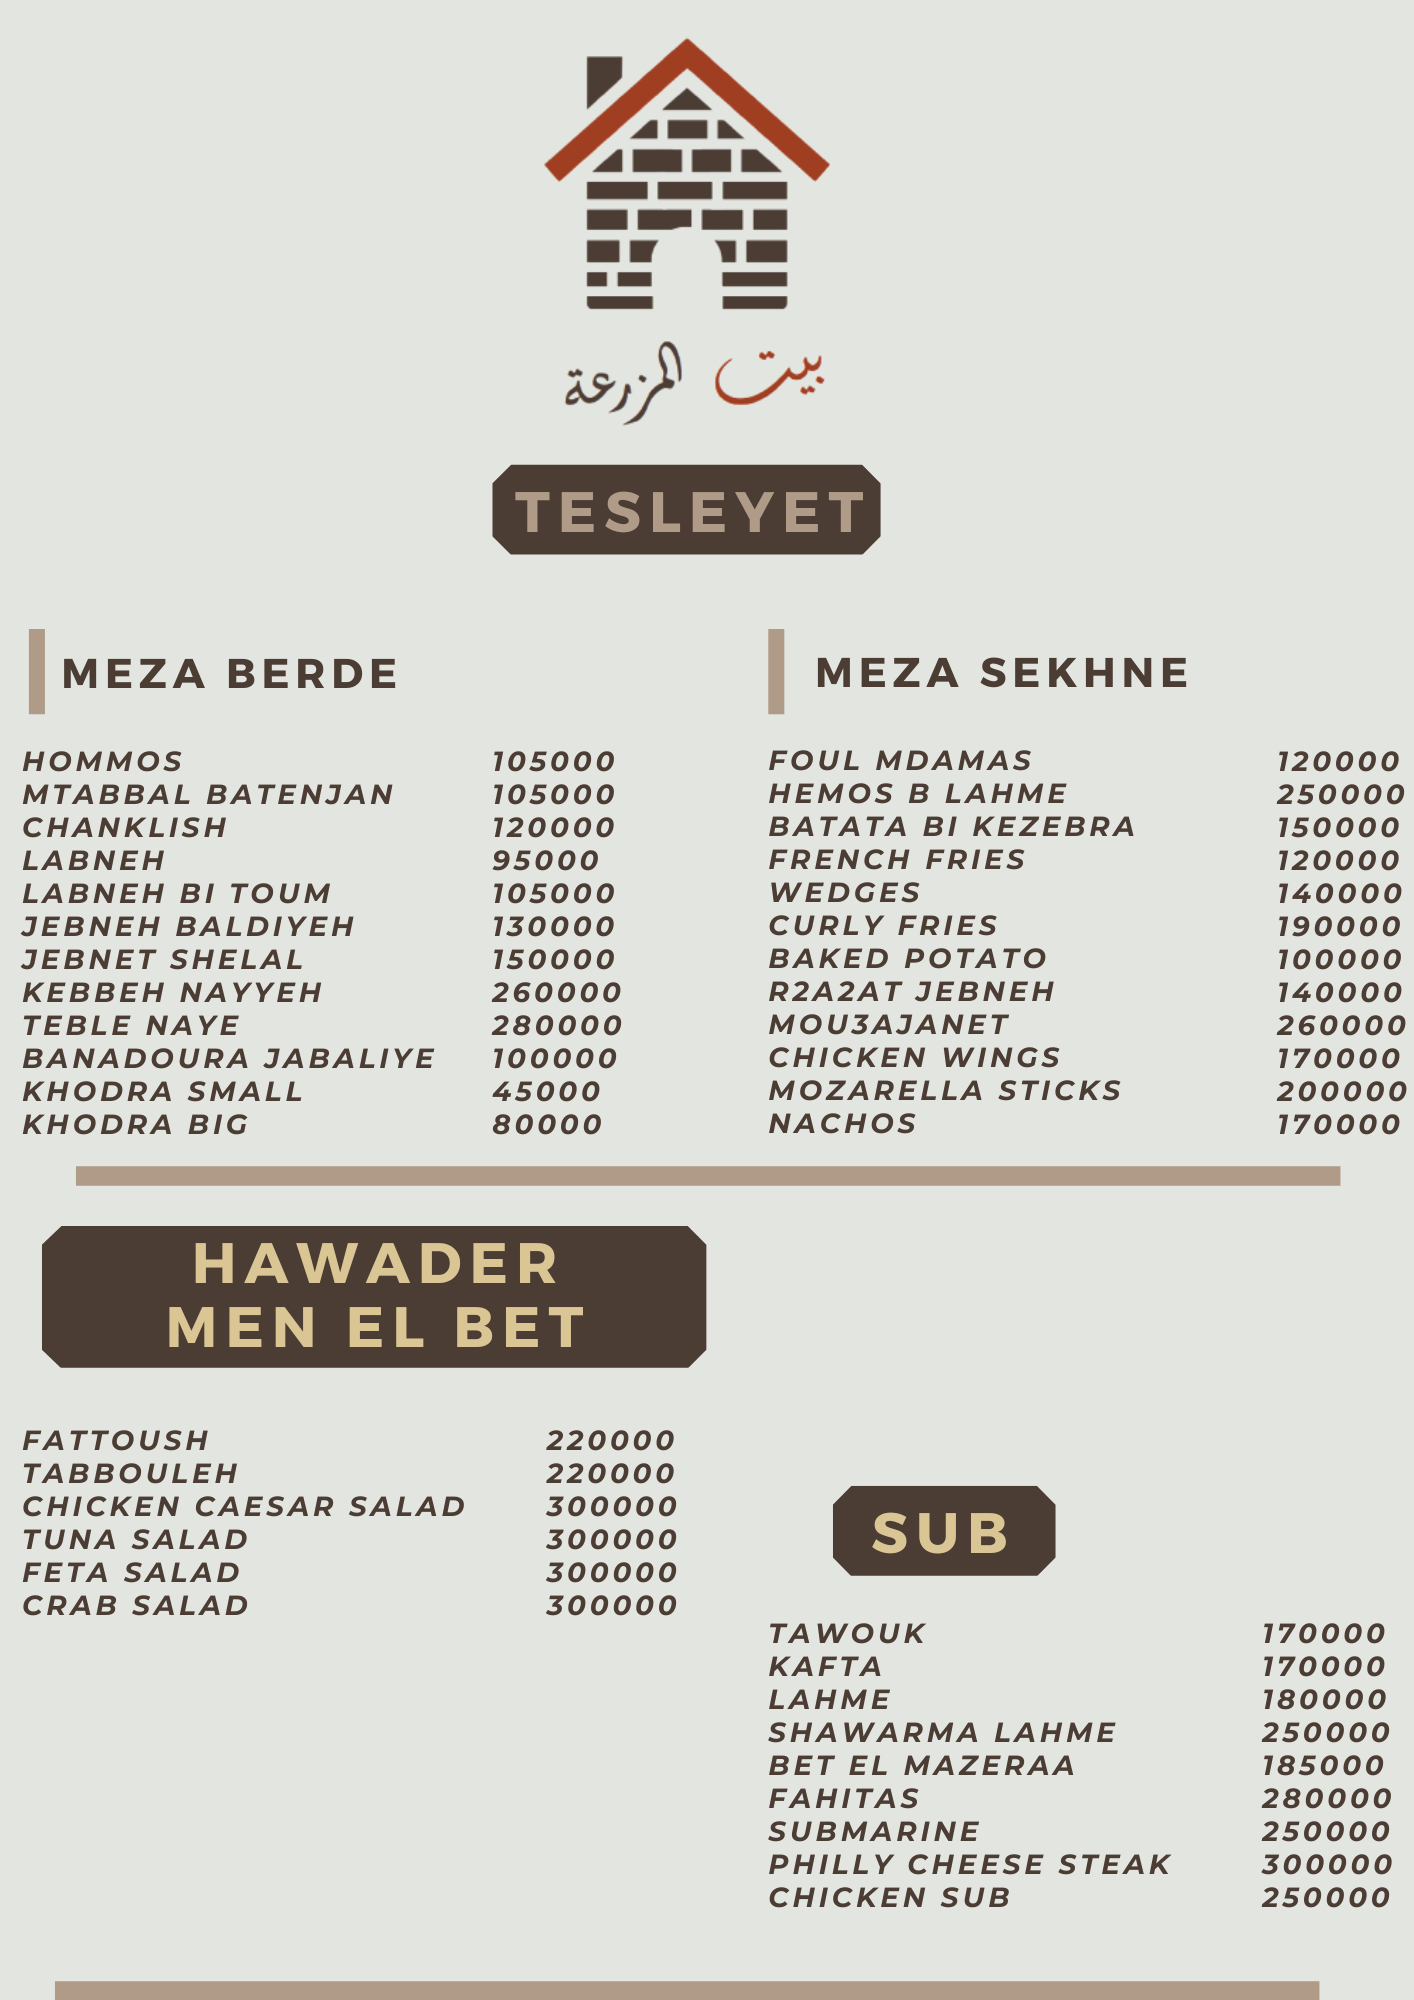 بيت المزرعة
TESLEYET
MEZA BERDE
HOMMOS 105000
MTABBAL BATENJAN 105000
CHANKLISH 120000
LABNEH 95000
LABNEH BI TOUM 105000
JEBNEH BALDIYEH 130000
JEBNET SHELAL 150000
KEBBEH NAYYEH 260000
TEBLE NAYE 280000
BANADOURA JABALIYE 100000
KHODRA SMALL 45000
KHODRA BIG 80000
MEZA SEKHNE
FOUL MDAMAS 120000
HEMOS B LAHME 250000
BATATA BI KEZEBRA 150000
FRENCH FRIES 120000
WEDGES 140000
CURLY FRIES 190000
BAKED POTATO 100000
R2A2AT JEBNEH 140000
MOU3AJANET 260000
CHICKEN WINGS 170000
MOZARELLA STICKS 200000
NACHOS 170000
HAWADER
MEN EL BET
FATTOUSH 220000
TABBOULEH 220000
CHICKEN CAESAR SALAD 300000
TUNA SALAD 300000
FETA SALAD 300000
CRAB SALAD 300000
SUB
TAWOUK 170000
KAFTA 170000
LAHME 180000
SHAWARMA LAHME 250000
BET EL MAZERAA 185000
FAHITAS 280000
SUBMARINE 250000
PHILLY CHEESE STEAK 300000
CHICKEN SUB 250000